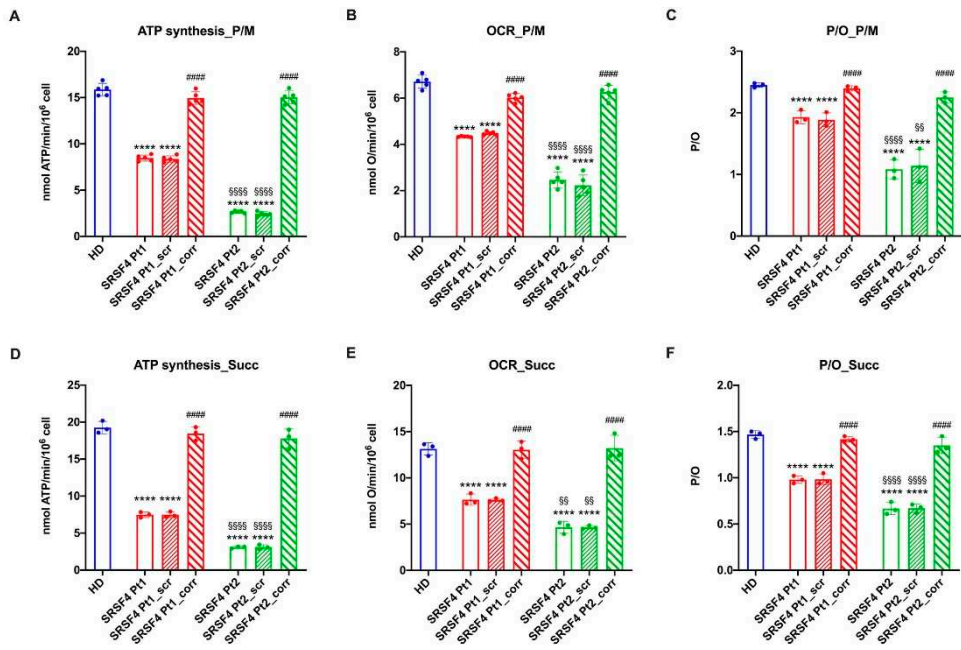 A
ATP synthesis_P/M
nmol ATP/min/10⁶ cell
20
15
10
5
0
####
####
**** ****
§§§§ §§§§
**** ****
HD
SRSF4 Pt1
SRSF4 Pt1_scr
SRSF4 Pt1_corr
SRSF4 Pt2
SRSF4 Pt2_scr
SRSF4 Pt2_corr
B
OCR_P/M
nmol O/min/10⁶ cell
8
6
4
2
0
####
####
**** ****
§§§§ §§§§
**** ****
HD
SRSF4 Pt1
SRSF4 Pt1_scr
SRSF4 Pt1_corr
SRSF4 Pt2
SRSF4 Pt2_scr
SRSF4 Pt2_corr
C
P/O_P/M
P/O
3
2
1
0
####
####
**** ****
§§§§ §§
**** ****
HD
SRSF4 Pt1
SRSF4 Pt1_scr
SRSF4 Pt1_corr
SRSF4 Pt2
SRSF4 Pt2_scr
SRSF4 Pt2_corr
D
ATP synthesis_Succ
nmol ATP/min/10⁶ cell
25
20
15
10
5
0
####
####
**** ****
§§§§ §§§§
**** ****
HD
SRSF4 Pt1
SRSF4 Pt1_scr
SRSF4 Pt1_corr
SRSF4 Pt2
SRSF4 Pt2_scr
SRSF4 Pt2_corr
E
OCR_Succ
nmol O/min/10⁶ cell
20
15
10
5
0
####
####
**** ****
§§ §§
**** ****
HD
SRSF4 Pt1
SRSF4 Pt1_scr
SRSF4 Pt1_corr
SRSF4 Pt2
SRSF4 Pt2_scr
SRSF4 Pt2_corr
F
P/O_Succ
P/O
2.0
1.5
1.0
0.5
0.0
####
####
**** ****
§§§§ §§§§
**** ****
HD
SRSF4 Pt1
SRSF4 Pt1_scr
SRSF4 Pt1_corr
SRSF4 Pt2
SRSF4 Pt2_scr
SRSF4 Pt2_corr